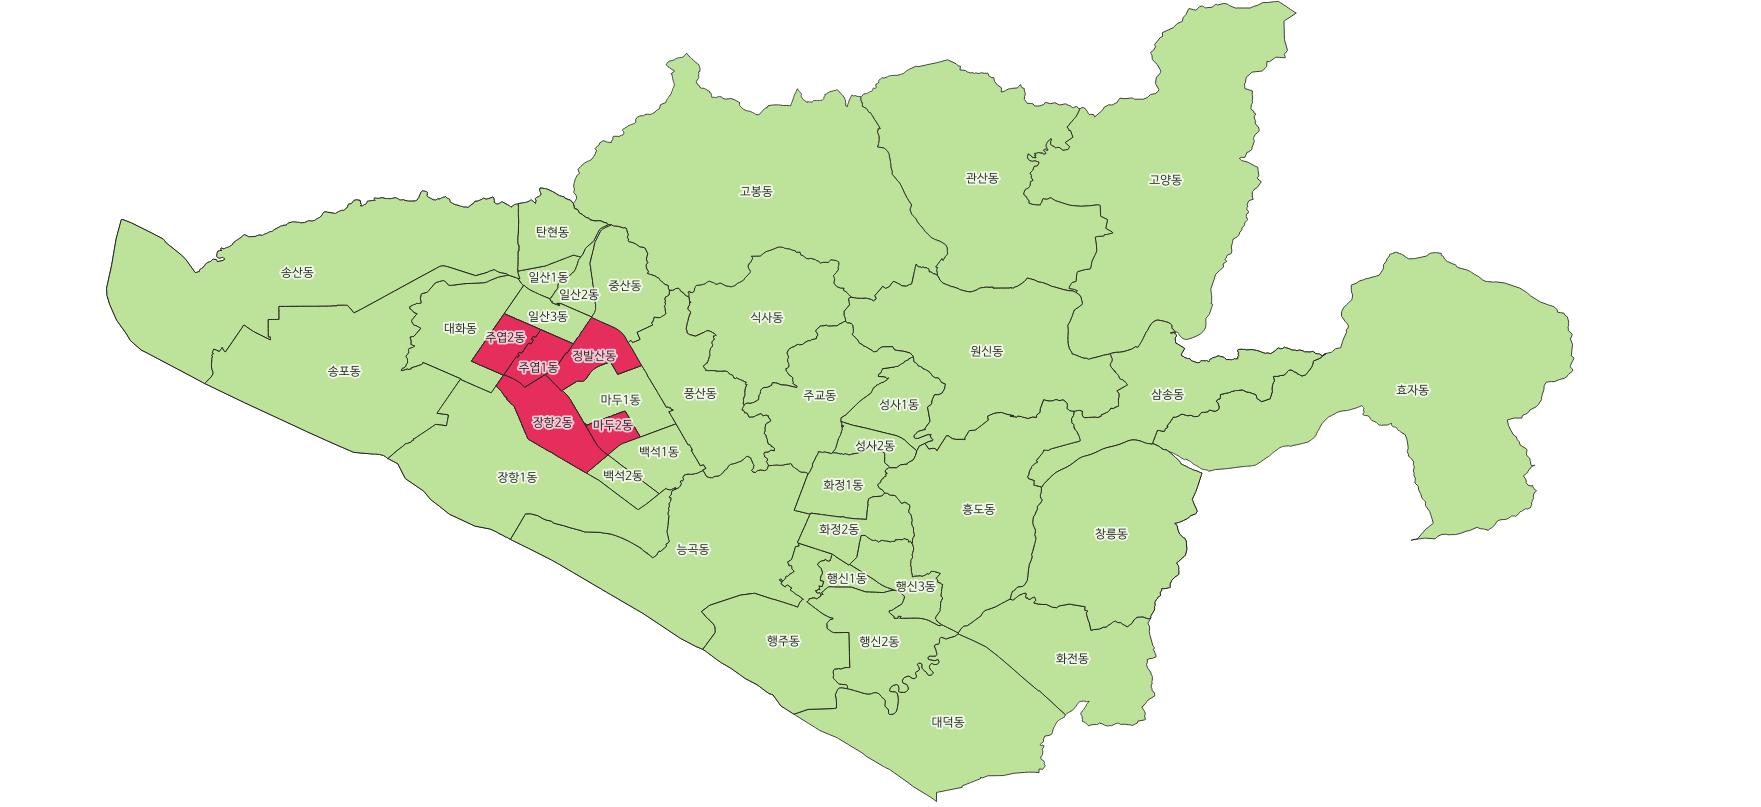 고봉동
관산동
고양동
탄현동
송산동
일산1동
일산2동
중산동
일산3동
식사동
대화동
주엽2동
정발산동
원신동
주엽1동
송포동
풍산동
주교동
삼송동
효자동
마두1동
성사1동
장항2동
마두2동
성사2동
백석1동
장항1동
백석2동
화정1동
흥도동
화정2동
창릉동
능곡동
행신1동
행신3동
행주동
행신2동
화전동
대덕동